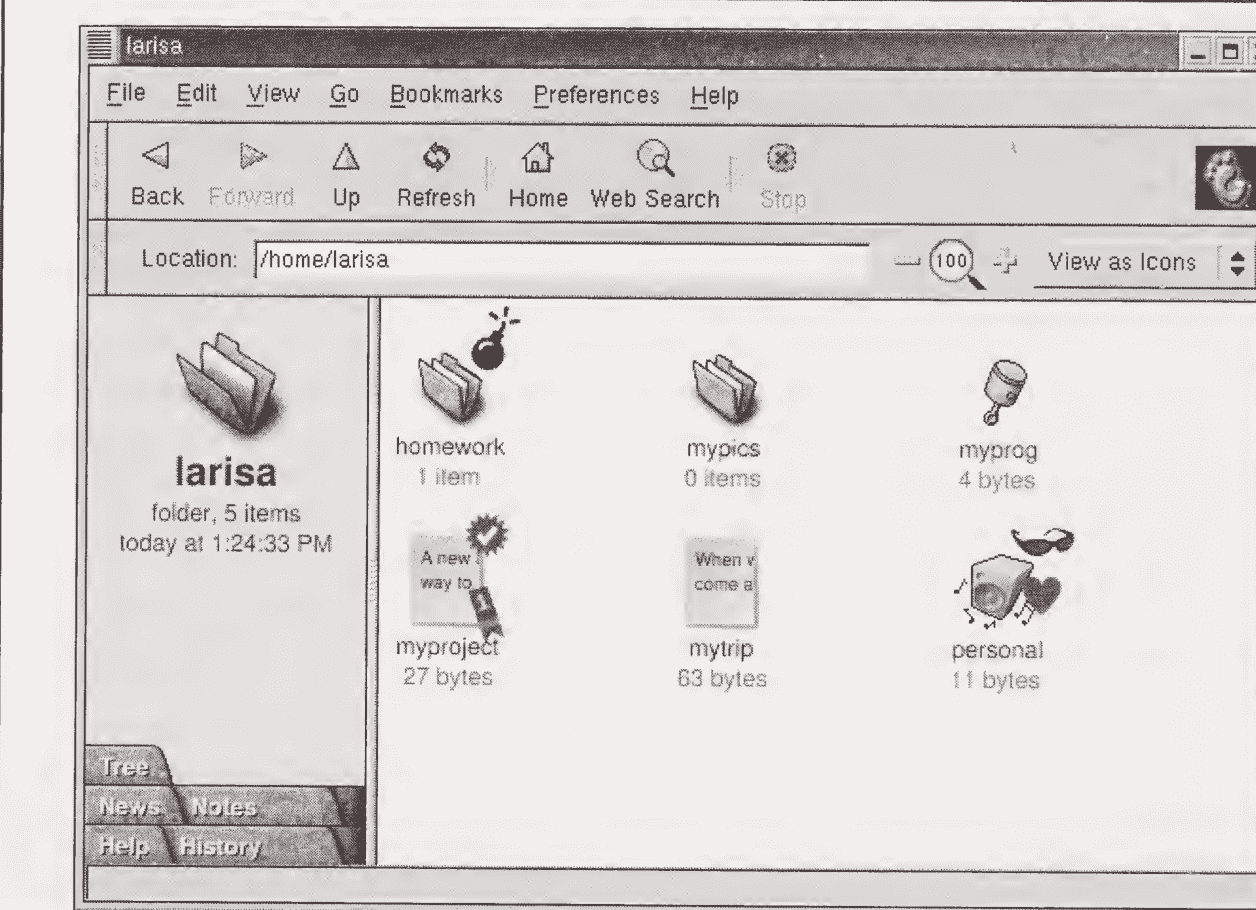 larisa
File Edit View Go Bookmarks Preferences Help
Back Forward Up Refresh Home Web Search Stop
Location: /home/larisa 100 View as Icons
larisa
folder, 5 items
today at 1:24:33 PM
homework mypics myprog
1 item 0 items 4 bytes
A new When w
way to come a
1
myproject mytrip personal
27 bytes 63 bytes 11 bytes
Tree
News Notes
Help History